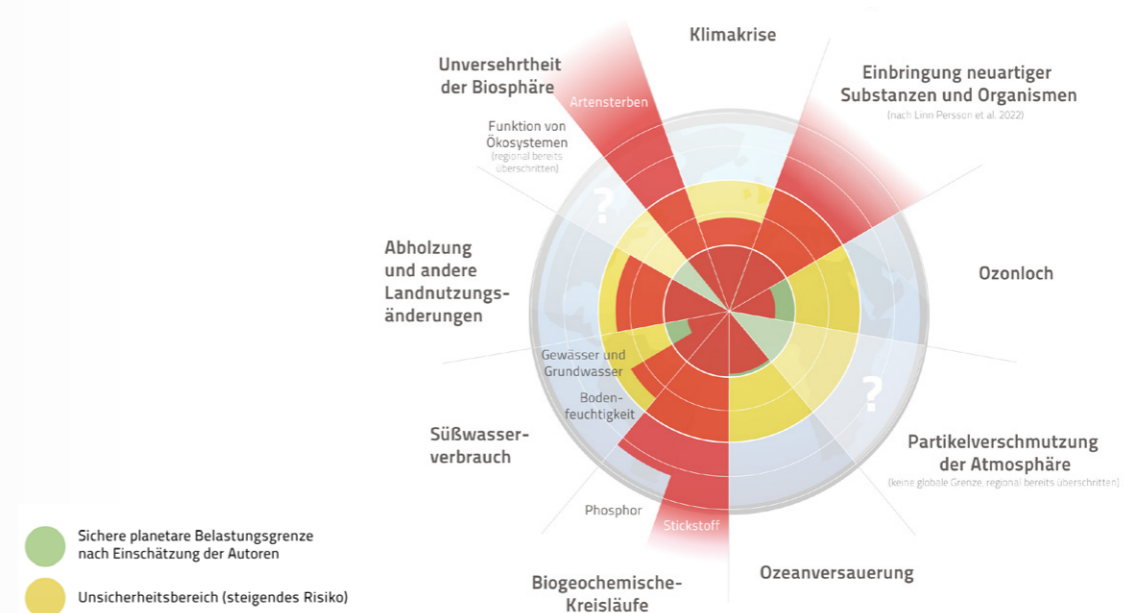 Klimakrise
Unversehrtheit
der Biosphäre
Artensterben
Einbringung neuartiger
Substanzen und Organismen
(nach Linn Persson et al. 2022)
Funktion von
Ökosystemen
(regional bereits
überschritten)
?
Abholzung
und andere
Landnutzungs-
änderungen
Ozonloch
Gewässer und
Grundwasser
Boden-
feuchtigkeit
?
Süßwasser-
verbrauch
Partikelverschmutzung
der Atmosphäre
(keine globale Grenze, regional bereits überschritten)
Phosphor
Stickstoff
Ozeanversauerung
Biogeochemische-
Kreisläufe
Sichere planetare Belastungsgrenze
nach Einschätzung der Autoren
Unsicherheitsbereich (steigendes Risiko)